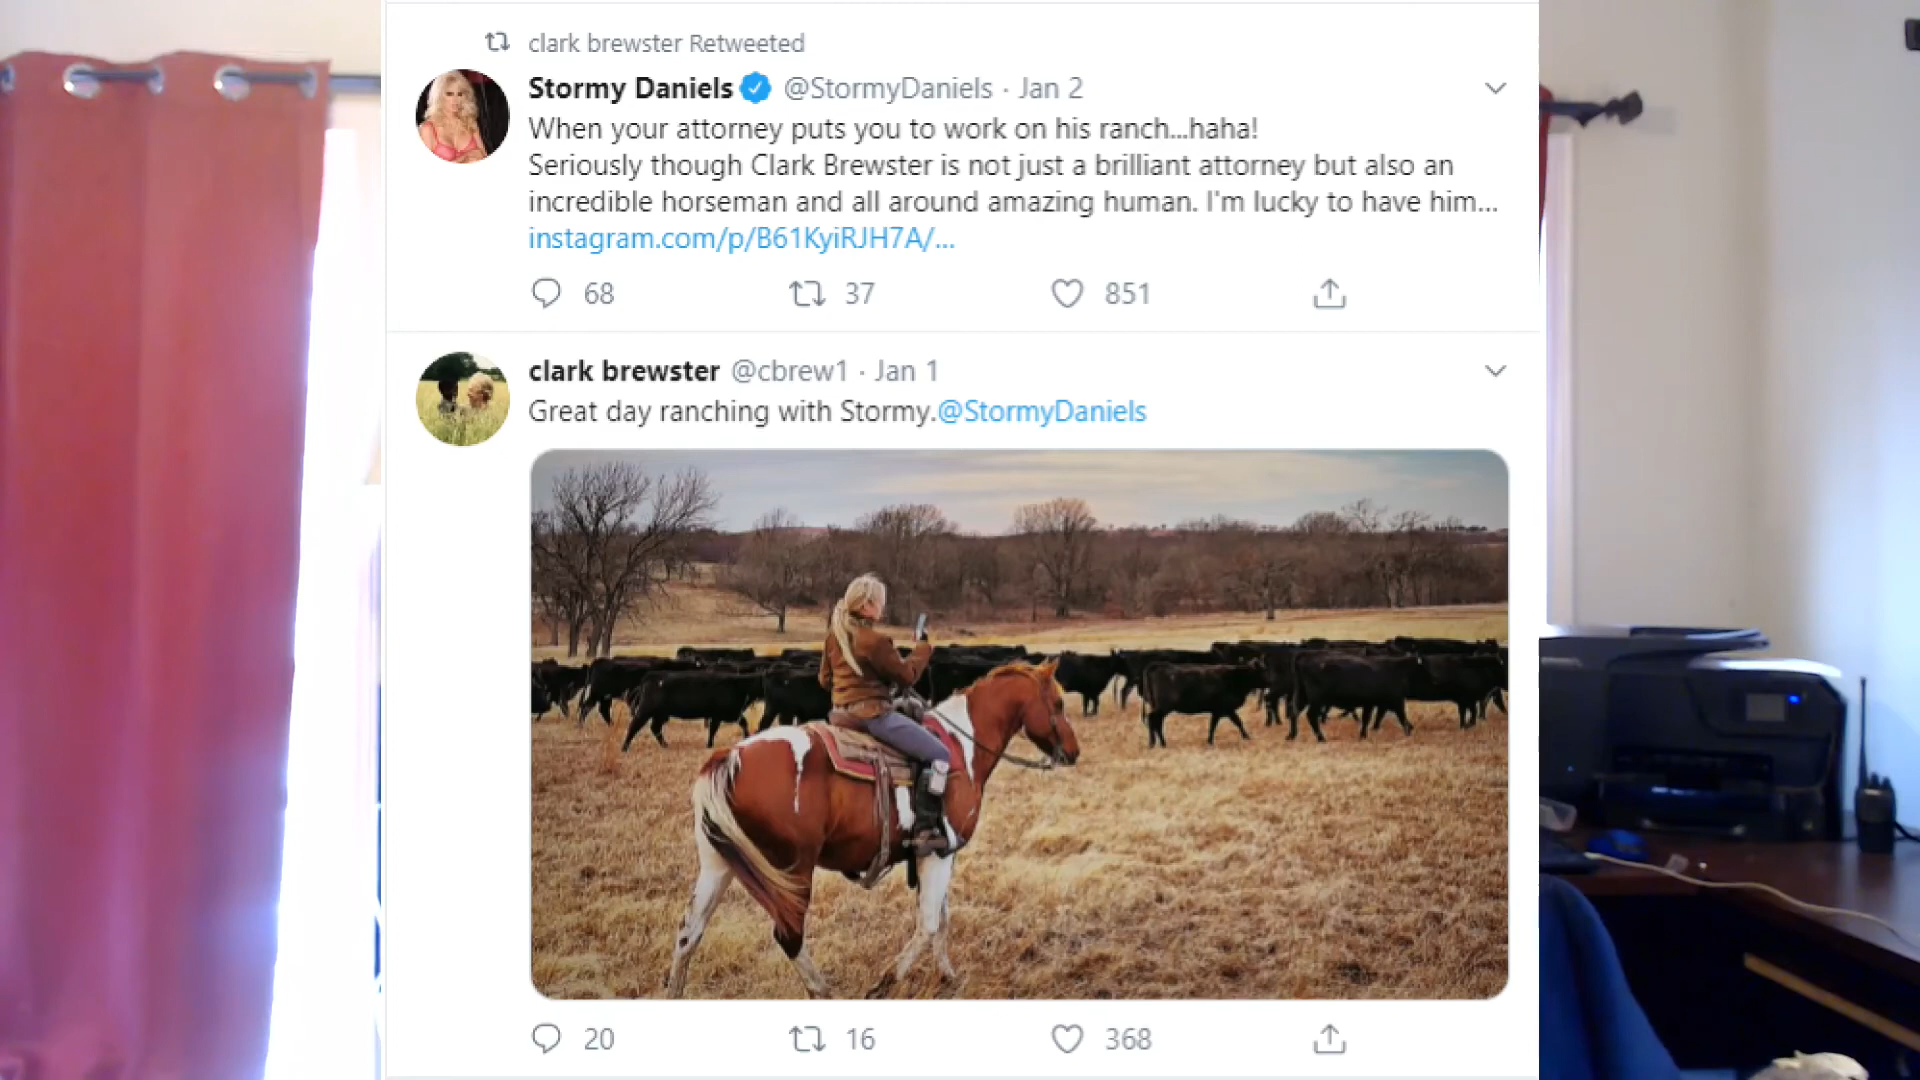 clark brewster Retweeted
Stormy Daniels @StormyDaniels · Jan 2
When your attorney puts you to work on his ranch...haha!
Seriously though Clark Brewster is not just a brilliant attorney but also an
incredible horseman and all around amazing human. I'm lucky to have him...
instagram.com/p/B61KyiRJH7A/...
68 37 851
clark brewster @cbrew1 · Jan 1
Great day ranching with Stormy.@StormyDaniels
20 16 368